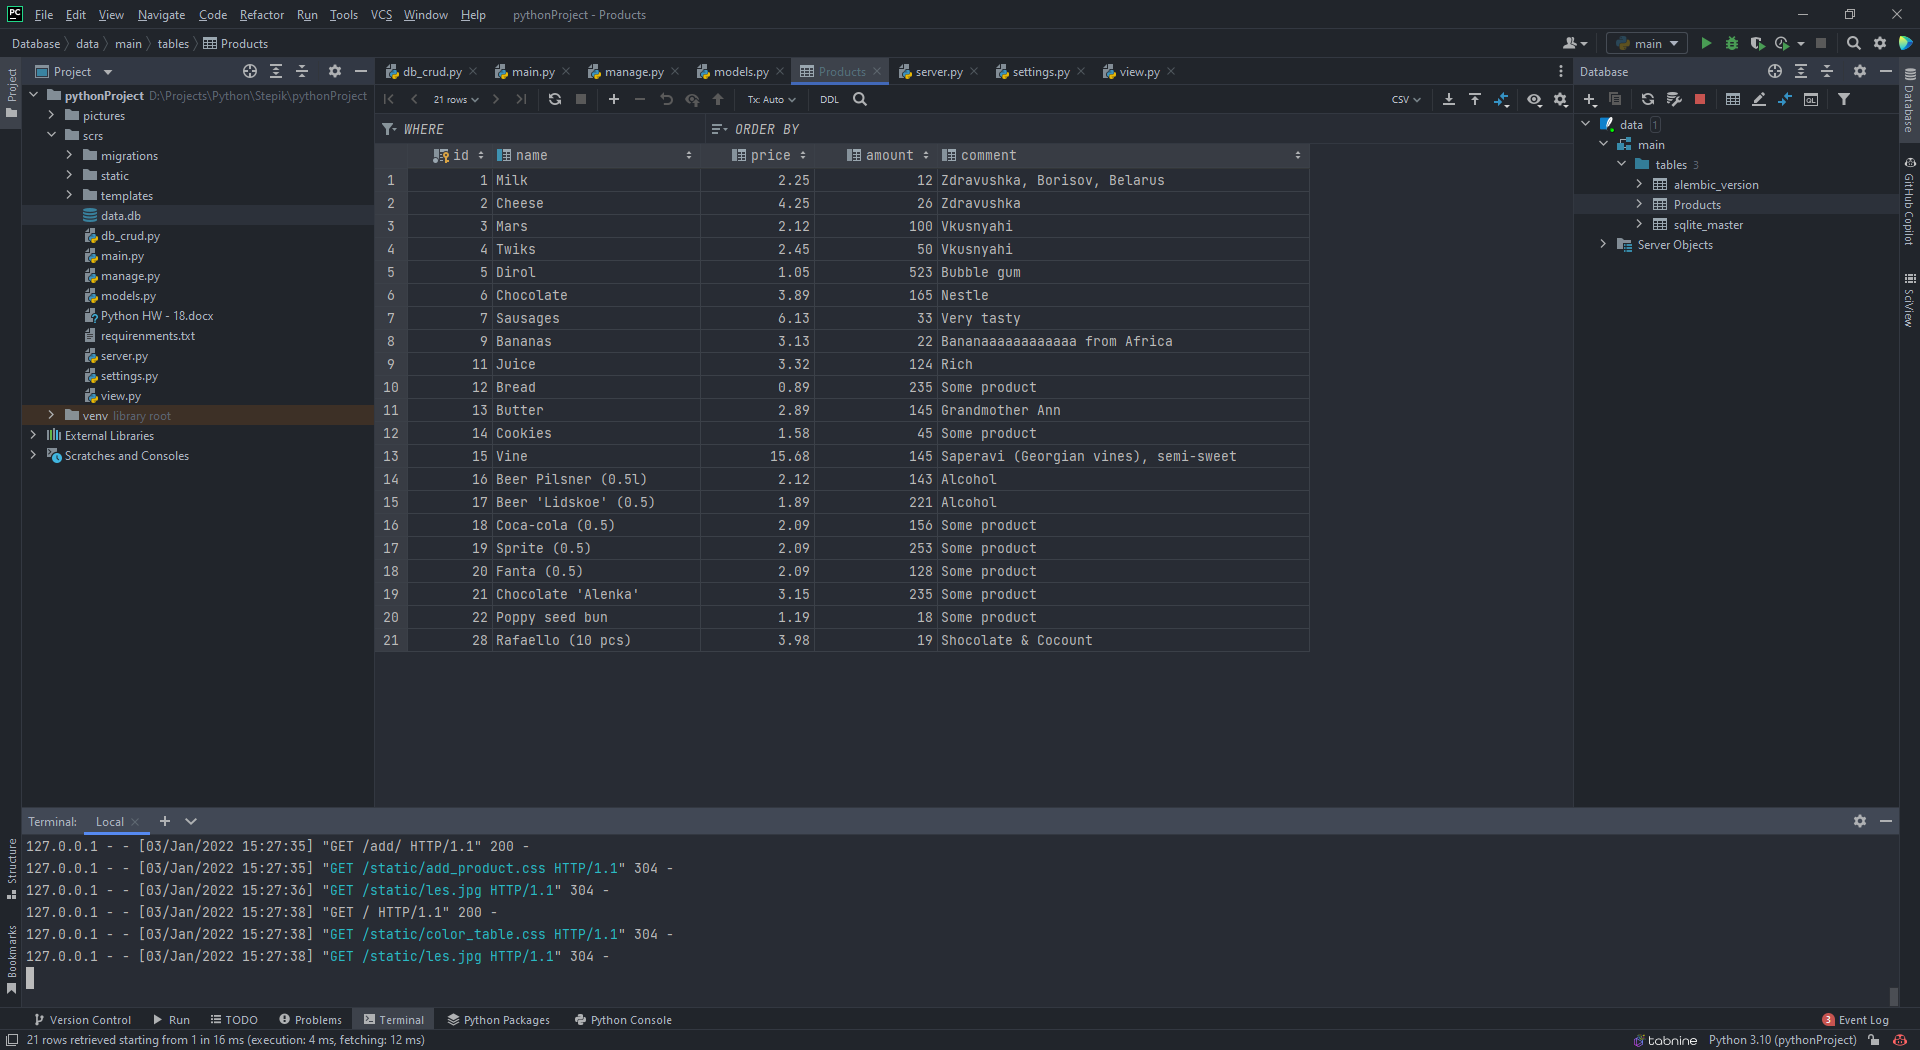 PC File Edit View Navigate Code Refactor Run Tools VCS Window Help pythonProject - Products
Database data main tables Products main
Project
db_crud.py main.py manage.py models.py Products server.py settings.py view.py
Database
pythonProject D:\Projects\Python\Stepik\pythonProject
pictures
scrs
migrations
static
templates
data.db
db_crud.py
main.py
manage.py
models.py
Python HW - 18.docx
requirenments.txt
server.py
settings.py
view.py
venv library root
External Libraries
Scratches and Consoles
21 rows Tx: Auto DDL CSV
WHERE ORDER BY
id name price amount comment
1 1 Milk 2.25 12 Zdravushka, Borisov, Belarus
2 2 Cheese 4.25 26 Zdravushka
3 3 Mars 2.12 100 Vkusnyahi
4 4 Twiks 2.45 50 Vkusnyahi
5 5 Dirol 1.05 523 Bubble gum
6 6 Chocolate 3.89 165 Nestle
7 7 Sausages 6.13 33 Very tasty
8 9 Bananas 3.13 22 Bananaaaaaaaaaaaa from Africa
9 11 Juice 3.32 124 Rich
10 12 Bread 0.89 235 Some product
11 13 Butter 2.89 145 Grandmother Ann
12 14 Cookies 1.58 45 Some product
13 15 Vine 15.68 145 Saperavi (Georgian vines), semi-sweet
14 16 Beer Pilsner (0.5l) 2.12 143 Alcohol
15 17 Beer 'Lidskoe' (0.5) 1.89 221 Alcohol
16 18 Coca-cola (0.5) 2.09 156 Some product
17 19 Sprite (0.5) 2.09 253 Some product
18 20 Fanta (0.5) 2.09 128 Some product
19 21 Chocolate 'Alenka' 3.15 235 Some product
20 22 Poppy seed bun 1.19 18 Some product
21 28 Rafaello (10 pcs) 3.98 19 Shocolate & Cocount
QL
data 1
main
tables 3
alembic_version
Products
sqlite_master
Server Objects
Project
Structure
Bookmarks
Database
GitHub Copilot
SciView
Terminal: Local
127.0.0.1 - - [03/Jan/2022 15:27:35] "GET /add/ HTTP/1.1" 200 -
127.0.0.1 - - [03/Jan/2022 15:27:35] "GET /static/add_product.css HTTP/1.1" 304 -
127.0.0.1 - - [03/Jan/2022 15:27:36] "GET /static/les.jpg HTTP/1.1" 304 -
127.0.0.1 - - [03/Jan/2022 15:27:38] "GET / HTTP/1.1" 200 -
127.0.0.1 - - [03/Jan/2022 15:27:38] "GET /static/color_table.css HTTP/1.1" 304 -
127.0.0.1 - - [03/Jan/2022 15:27:38] "GET /static/les.jpg HTTP/1.1" 304 -
Version Control Run TODO Problems Terminal Python Packages Python Console 3 Event Log
21 rows retrieved starting from 1 in 16 ms (execution: 4 ms, fetching: 12 ms) tabnine Python 3.10 (pythonProject)